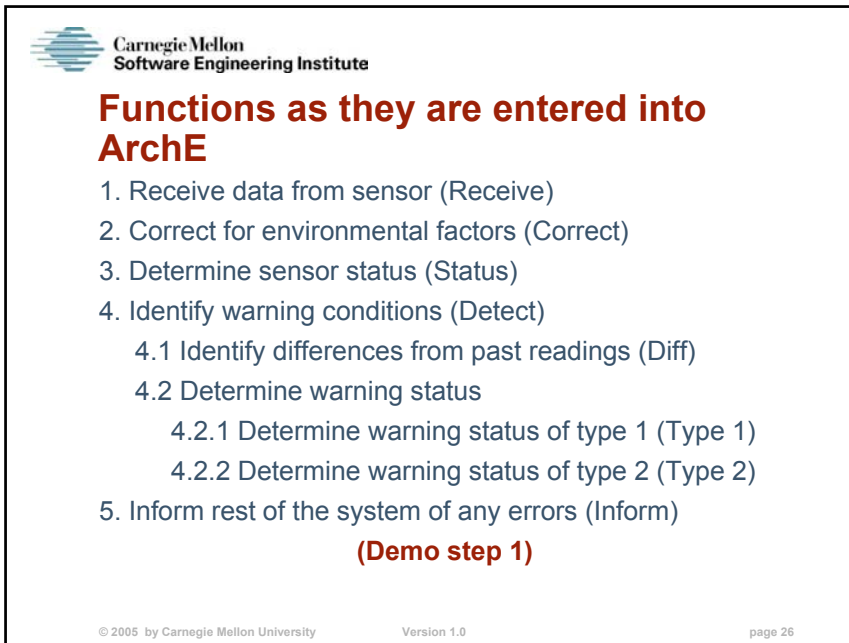 Carnegie Mellon
Software Engineering Institute
Functions as they are entered into
ArchE
1. Receive data from sensor (Receive)
2. Correct for environmental factors (Correct)
3. Determine sensor status (Status)
4. Identify warning conditions (Detect)
4.1 Identify differences from past readings (Diff)
4.2 Determine warning status
4.2.1 Determine warning status of type 1 (Type 1)
4.2.2 Determine warning status of type 2 (Type 2)
5. Inform rest of the system of any errors (Inform)
(Demo step 1)
© 2005 by Carnegie Mellon University Version 1.0 page 26